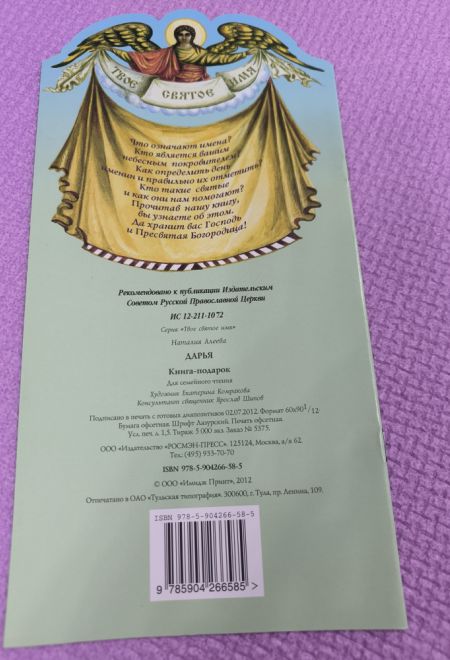 ТВОЕ СВЯТОЕ ИМЯ
Что означают имена?
Кто является вашим
небесным покровителем?
Как определить день
именин и правильно их отметить?
Кто такие святые
и как они нам помогают?
Прочитав нашу книгу,
вы узнаете об этом.
Да хранит вас Господь
и Пресвятая Богородица!
Рекомендовано к публикации Издательским
Советом Русской Православной Церкви
ИС 12-211-1072
Серия «Твое святое имя»
Наталия Алеева
ДАРЬЯ
Книга-подарок
Для семейного чтения
Художник Екатерина Комракова
Консультант священник Ярослав Шипов
Подписано в печать с готовых диапозитивов 02.07.2012. Формат 60х90 1/12
Бумага офсетная. Шрифт Лазурский. Печать офсетная.
Усл. печ. л. 1,5. Тираж 5 000 экз. Заказ № 5375.
ООО «Издательство «РОСМЭН-ПРЕСС». 125124, Москва, а/я 62.
Тел.: (495) 933-70-70
ISBN 978-5-904266-58-5
© ООО «Имидж Принт», 2012
Отпечатано в ОАО «Тульская типография». 300600, г. Тула, пр. Ленина, 109.
ISBN 978-5-904266-58-5
9 785904 266585 >